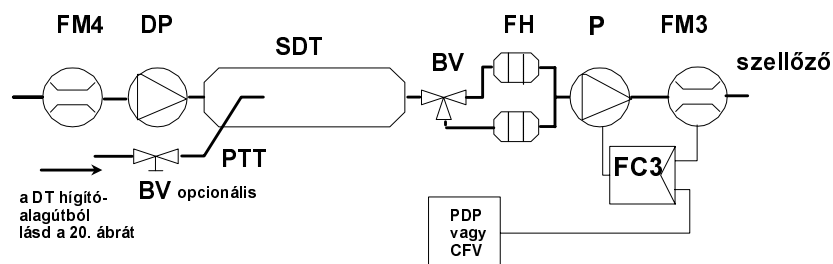 FM4
DP
SDT
BV
FH
P
FM3
szellőző
PTT
BV opcionális
a DT hígító-
alagútból
lásd a 20. ábrát
FC3
PDP
vagy
CFV